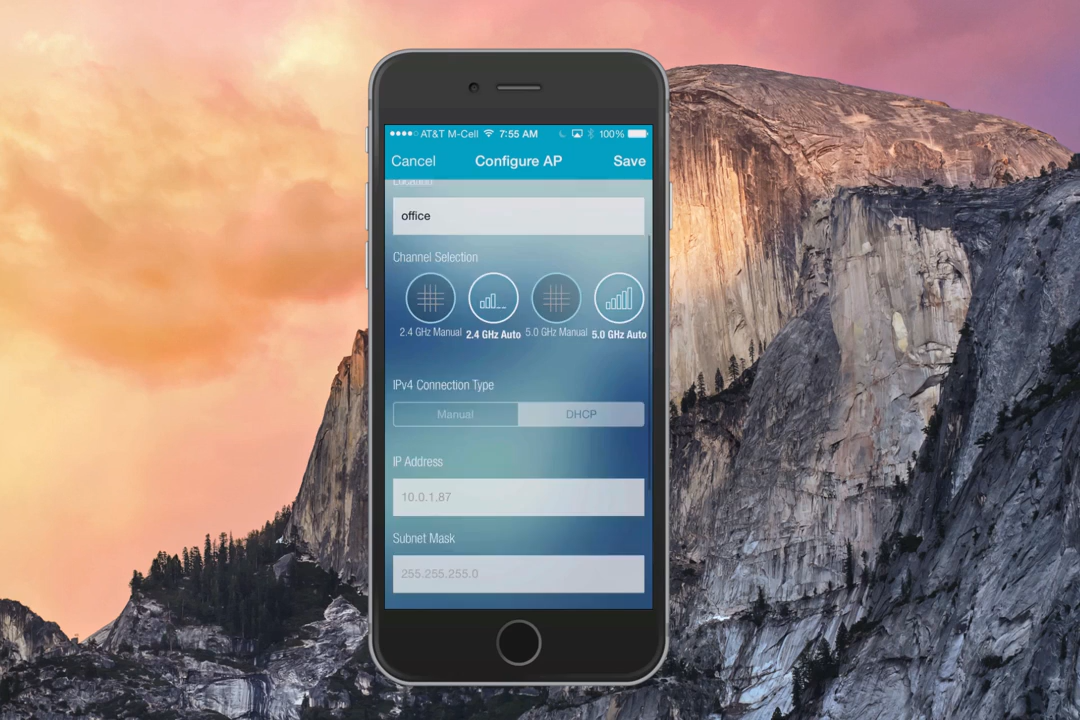 AT&T M-Cell 7:55 AM 100%
Cancel Configure AP Save
Location
office
Channel Selection
2.4 GHz Manual 2.4 GHz Auto 5.0 GHz Manual 5.0 GHz Auto
IPv4 Connection Type
Manual DHCP
IP Address
10.0.1.87
Subnet Mask
255.255.255.0